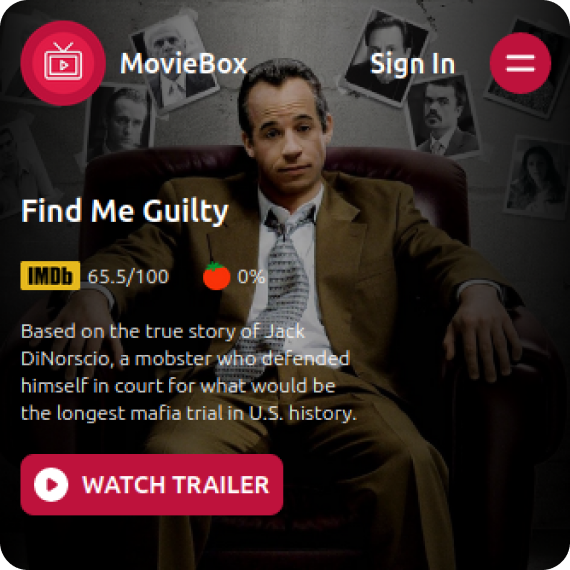 MovieBox
Sign In
Find Me Guilty
IMDb 65.5/100 0%
Based on the true story of Jack
DiNorscio, a mobster who defended
himself in court for what would be
the longest mafia trial in U.S. history.
WATCH TRAILER